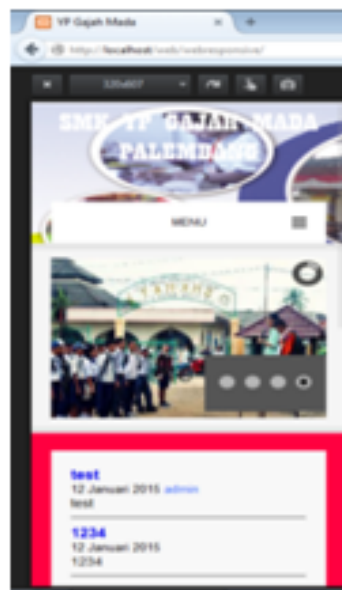 YP Gajah Mada
http://localhost/web/webresponsive/
320x607
SMK YP GAJAH MADA
PALEMBANG
MENU
test
12 Januari 2015 admin
test
1234
12 Januari 2015
1234